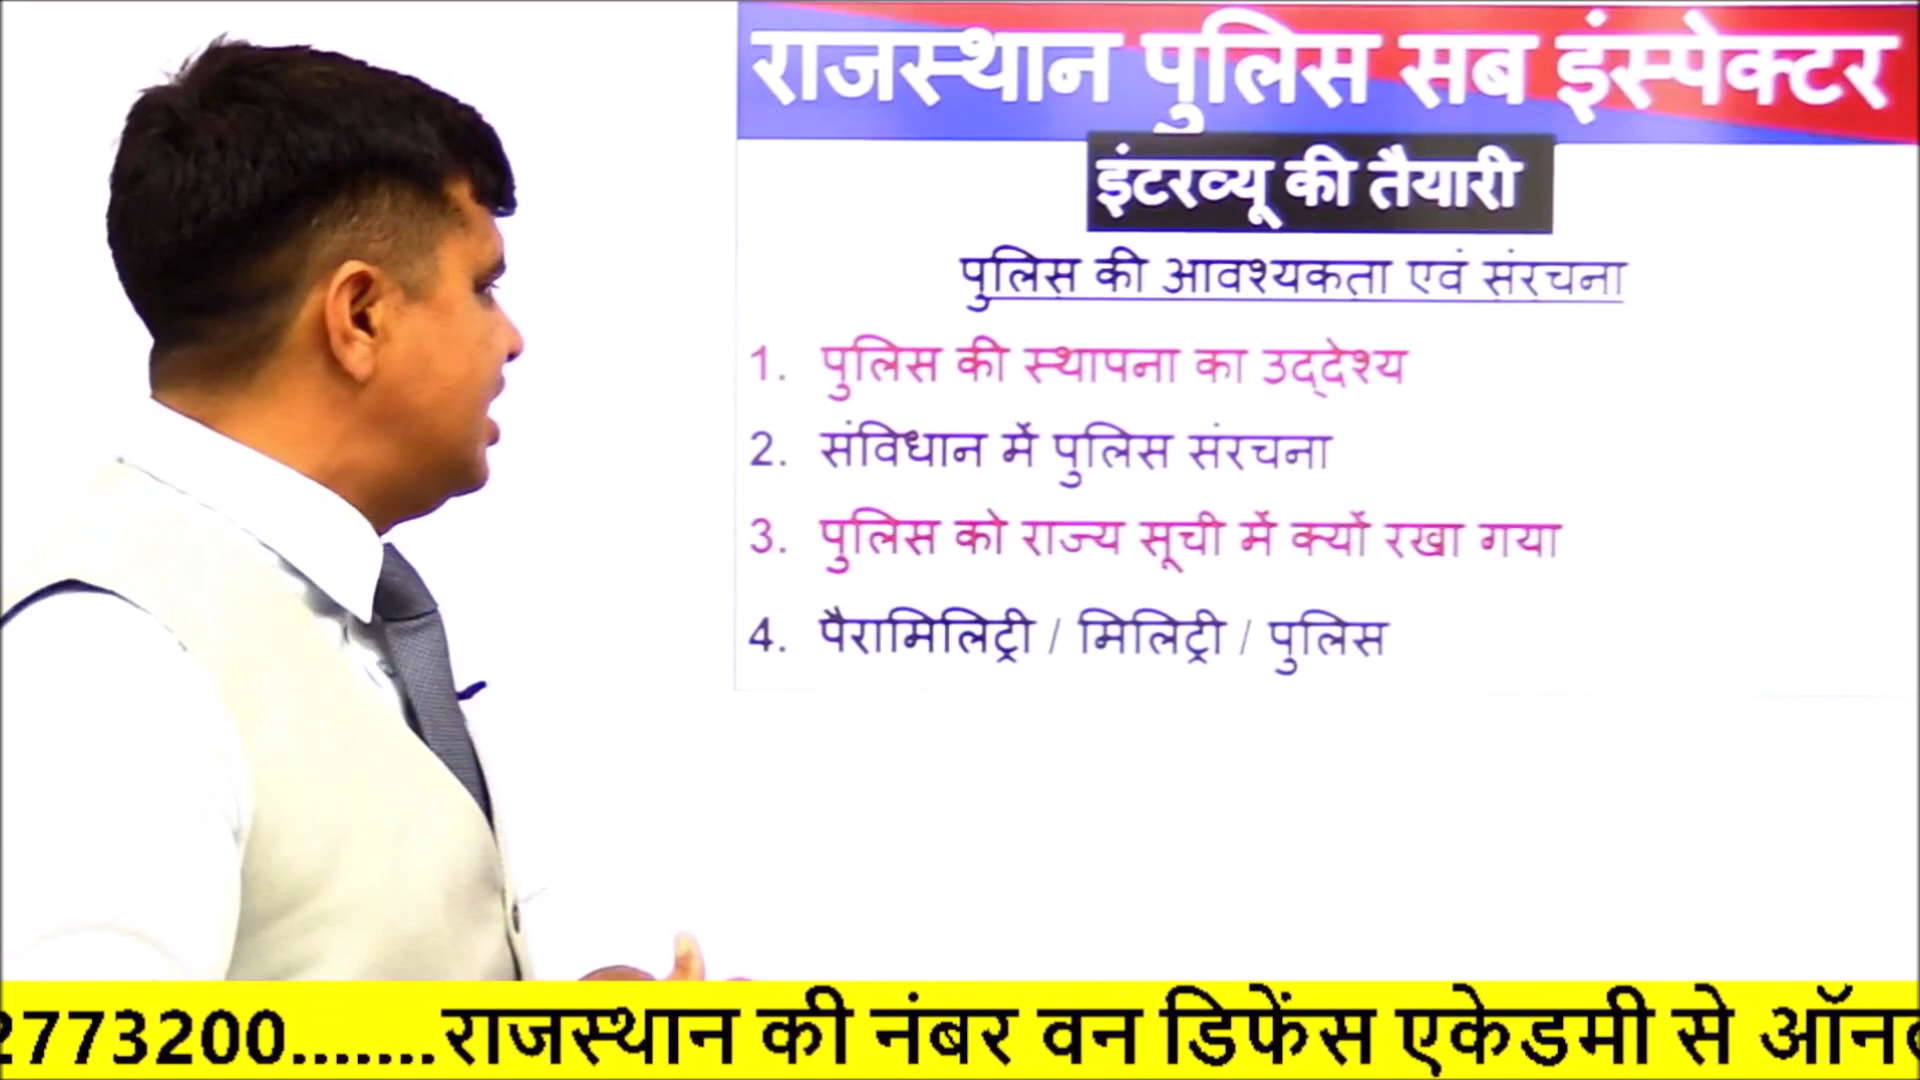 राजस्थान पुलिस सब इंस्पेक्टर
इंटरव्यू की तैयारी
पुलिस की आवश्यकता एवं संरचना
1. पुलिस की स्थापना का उद्देश्य
2. संविधान में पुलिस संरचना
3. पुलिस को राज्य सूची में क्यों रखा गया
4. पैरामिलिट्री / मिलिट्री / पुलिस
2773200.......राजस्थान की नंबर वन डिफेंस एकेडमी से